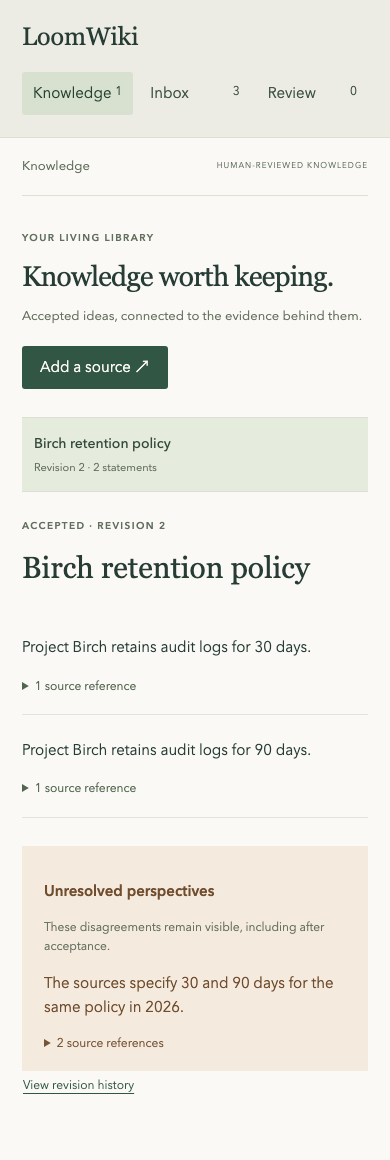 LoomWiki
Knowledge 1 Inbox 3 Review 0
Knowledge HUMAN-REVIEWED KNOWLEDGE
YOUR LIVING LIBRARY
Knowledge worth keeping.
Accepted ideas, connected to the evidence behind them.
Add a source ↗
Birch retention policy
Revision 2 · 2 statements
ACCEPTED · REVISION 2
Birch retention policy
Project Birch retains audit logs for 30 days.
▶ 1 source reference
Project Birch retains audit logs for 90 days.
▶ 1 source reference
Unresolved perspectives
These disagreements remain visible, including after
acceptance.
The sources specify 30 and 90 days for the
same policy in 2026.
▶ 2 source references
View revision history